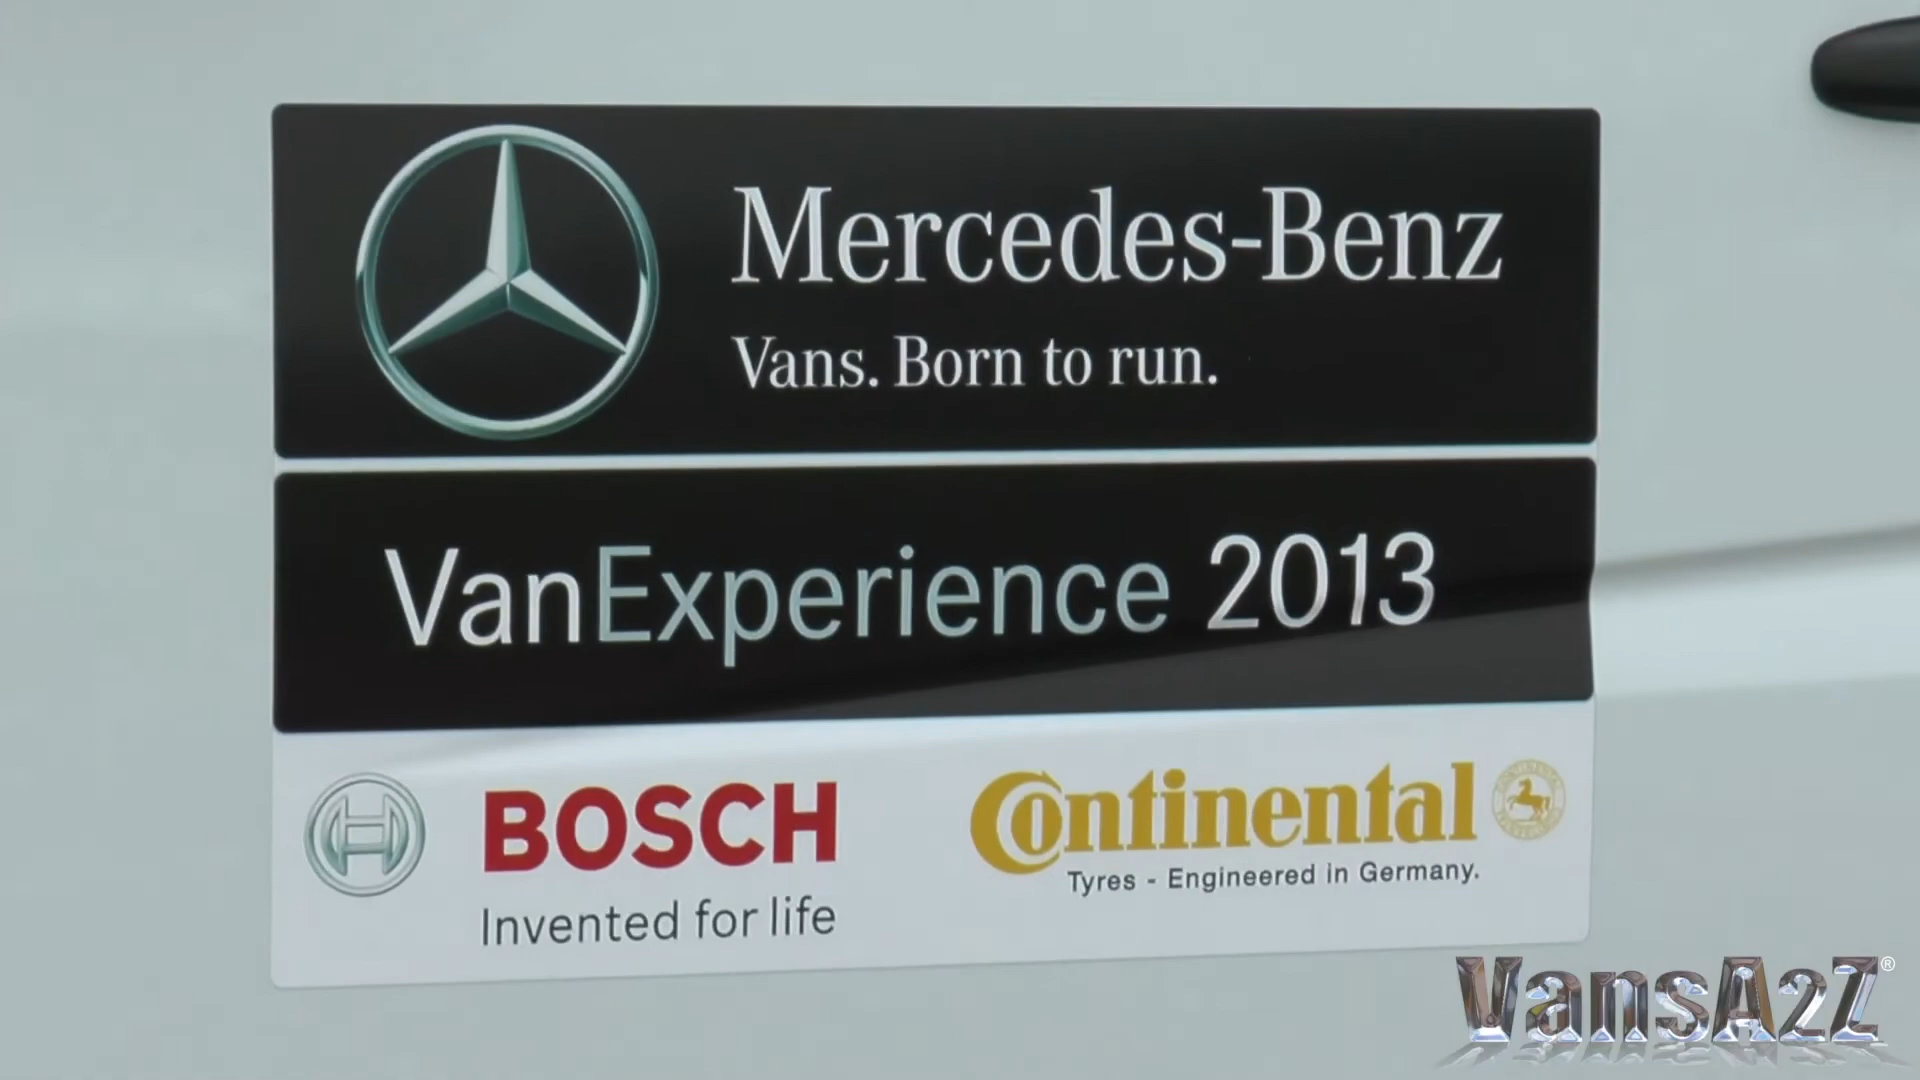 Mercedes-Benz
Vans. Born to run.
VanExperience 2013
BOSCH
Invented for life
Continental
Tyres - Engineered in Germany.
VansA2Z®